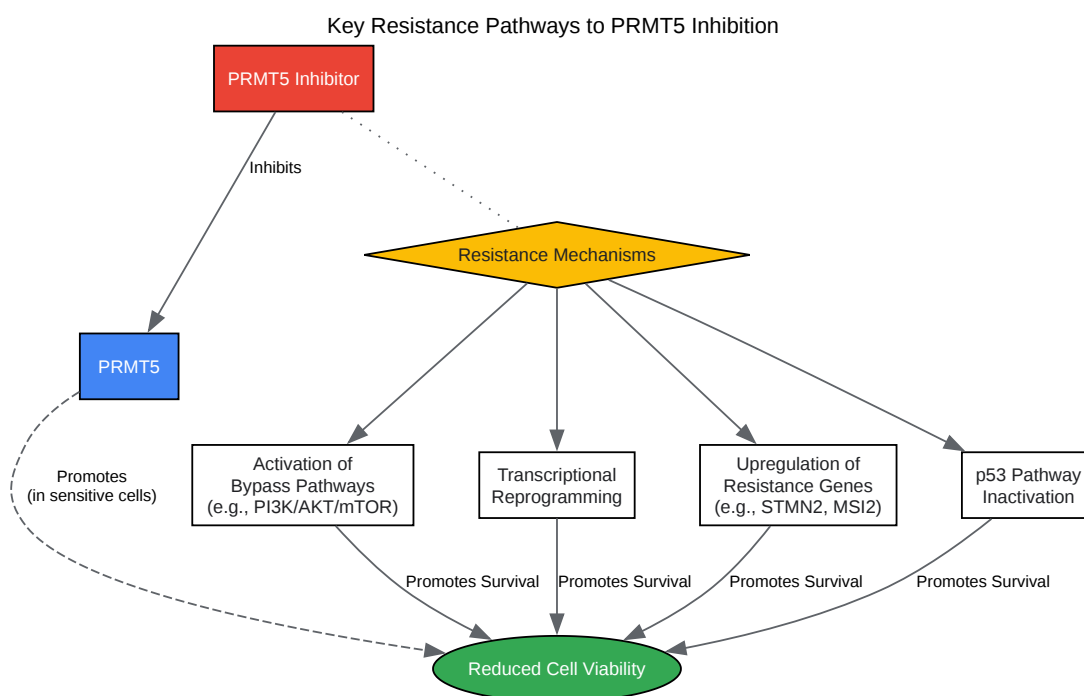 Key Resistance Pathways to PRMT5 Inhibition
PRMT5 Inhibitor
Inhibits
Resistance Mechanisms
PRMT5
Promotes
(in sensitive cells)
Activation of
Bypass Pathways
(e.g., PI3K/AKT/mTOR)
Transcriptional
Reprogramming
Upregulation of
Resistance Genes
(e.g., STMN2, MSI2)
p53 Pathway
Inactivation
Promotes Survival
Promotes Survival
Promotes Survival
Promotes Survival
Reduced Cell Viability